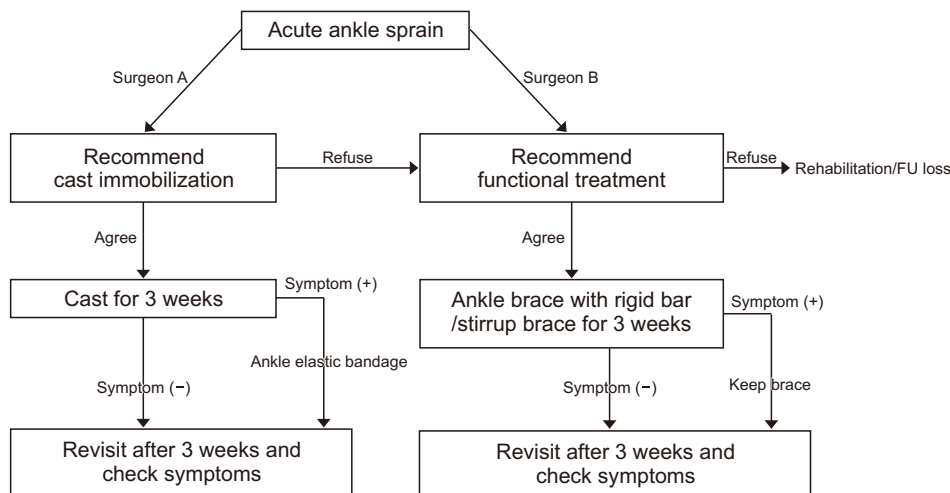 Acute ankle sprain
Surgeon A
Surgeon B
Recommend
cast immobilization
Refuse
Recommend
functional treatment
Refuse
Rehabilitation/FU loss
Agree
Agree
Cast for 3 weeks
Symptom (+)
Ankle brace with rigid bar
/stirrup brace for 3 weeks
Symptom (+)
Symptom (−)
Ankle elastic bandage
Symptom (−)
Keep brace
Revisit after 3 weeks and
check symptoms
Revisit after 3 weeks and
check symptoms